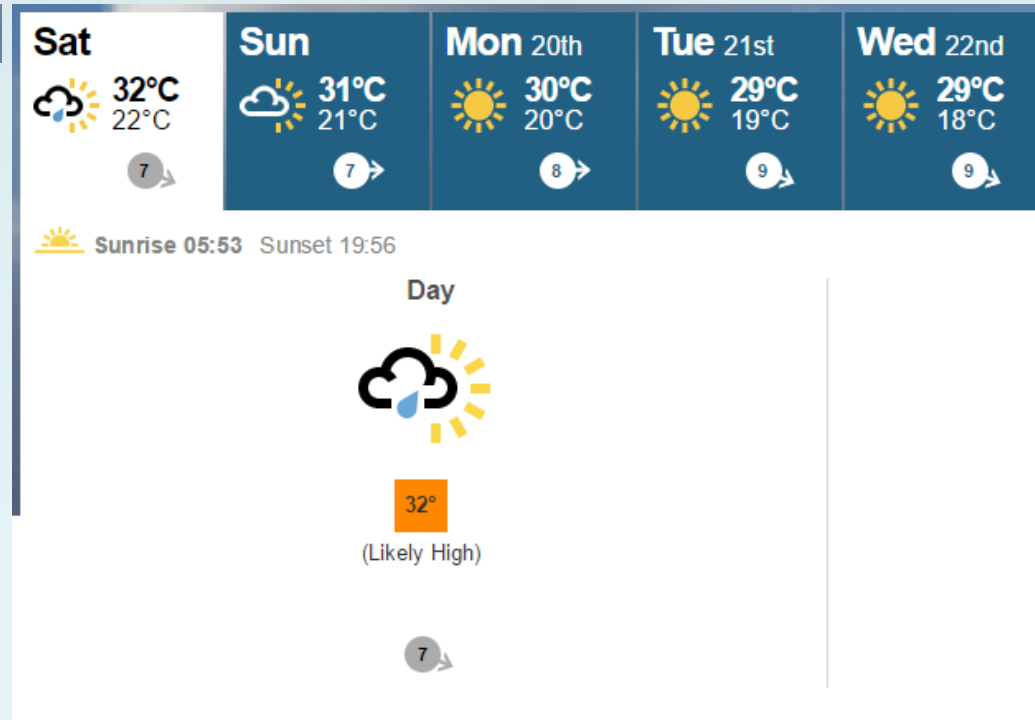 Sat Sun Mon 20th Tue 21st Wed 22nd
32°C 31°C 30°C 29°C 29°C
22°C 21°C 20°C 19°C 18°C
7 7 8 9 9
Sunrise 05:53 Sunset 19:56
Day
32°
(Likely High)
7